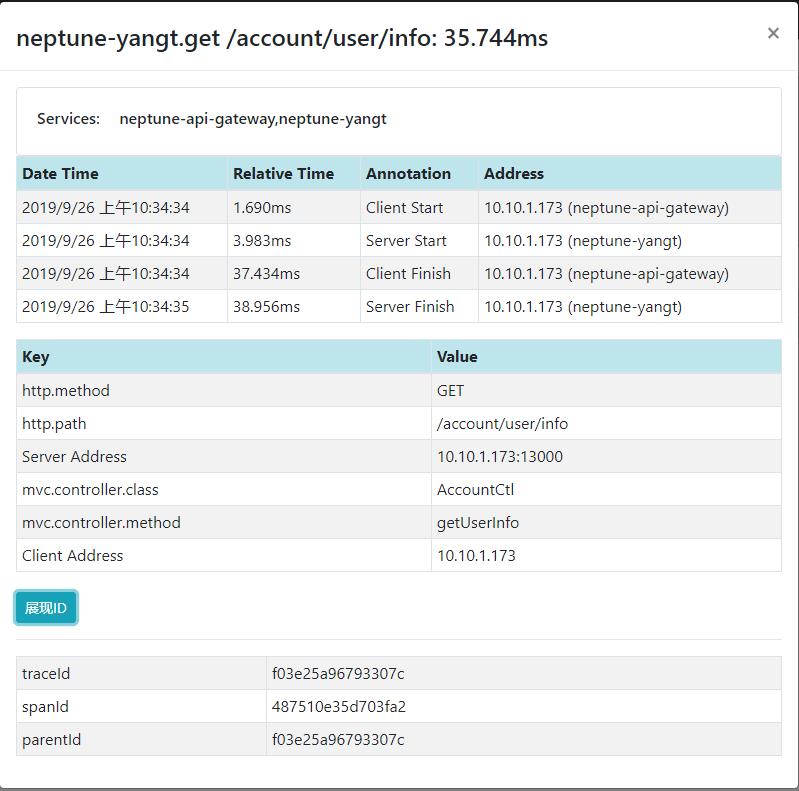 neptune-yangt.get /account/user/info: 35.744ms ×
Services: neptune-api-gateway,neptune-yangt
Date Time Relative Time Annotation Address
2019/9/26 上午10:34:34 1.690ms Client Start 10.10.1.173 (neptune-api-gateway)
2019/9/26 上午10:34:34 3.983ms Server Start 10.10.1.173 (neptune-yangt)
2019/9/26 上午10:34:34 37.434ms Client Finish 10.10.1.173 (neptune-api-gateway)
2019/9/26 上午10:34:35 38.956ms Server Finish 10.10.1.173 (neptune-yangt)
Key Value
http.method GET
http.path /account/user/info
Server Address 10.10.1.173:13000
mvc.controller.class AccountCtl
mvc.controller.method getUserInfo
Client Address 10.10.1.173
展现ID
traceId f03e25a96793307c
spanId 487510e35d703fa2
parentId f03e25a96793307c